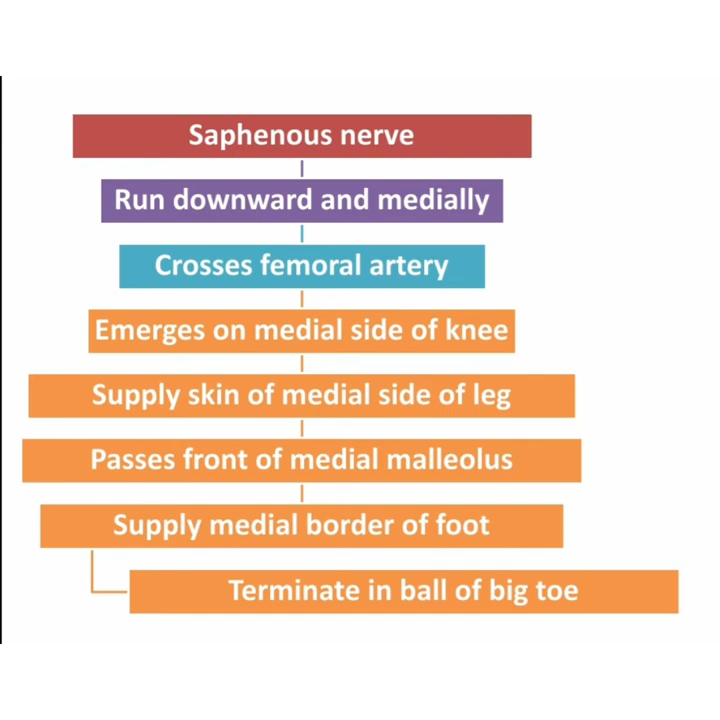 Saphenous nerve
Run downward and medially
Crosses femoral artery
Emerges on medial side of knee
Supply skin of medial side of leg
Passes front of medial malleolus
Supply medial border of foot
Terminate in ball of big toe